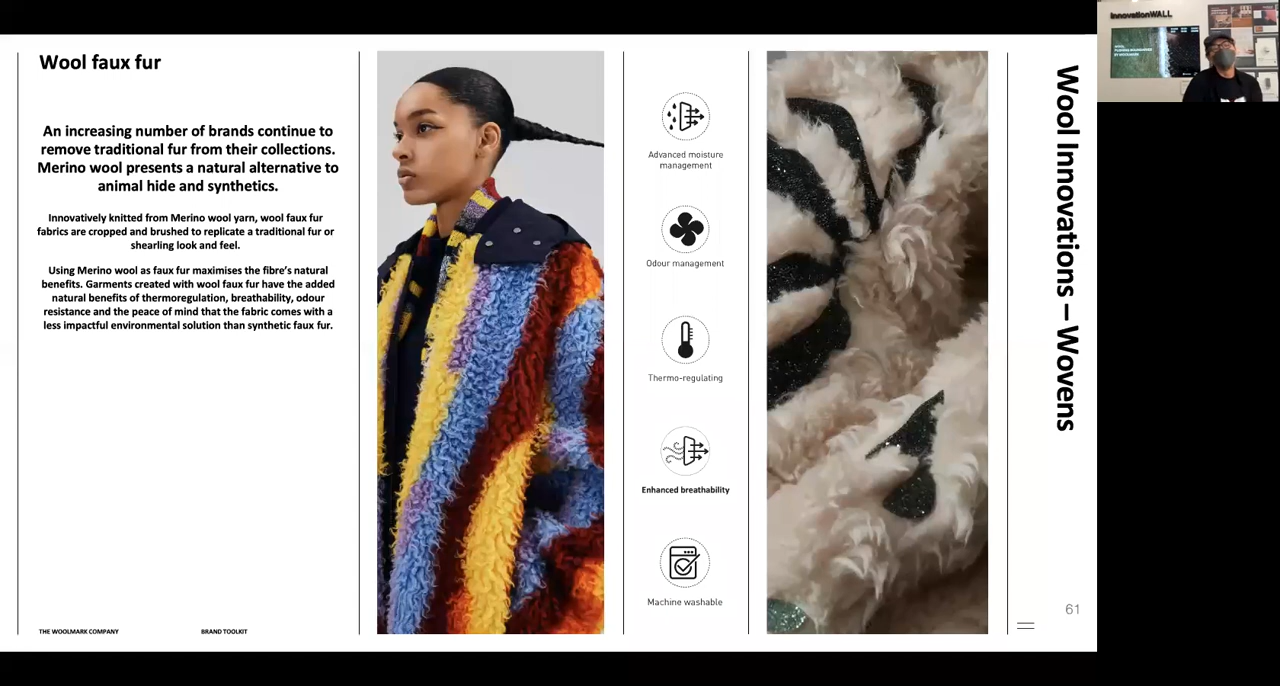 Wool faux fur
An increasing number of brands continue to
remove traditional fur from their collections.
Merino wool presents a natural alternative to
animal hide and synthetics.
Innovatively knitted from Merino wool yarn, wool faux fur
fabrics are cropped and brushed to replicate a traditional fur or
shearling look and feel.
Using Merino wool as faux fur maximises the fibre's natural
benefits. Garments created with wool faux fur have the added
natural benefits of thermoregulation, breathability, odour
resistance and the peace of mind that the fabric comes with a
less impactful environmental solution than synthetic faux fur.
THE WOOLMARK COMPANY
BRAND TOOLKIT
Advanced moisture
management
Odour management
Thermo-regulating
Enhanced breathability
Machine washable
Wool Innovations – Wovens
61
InnovationWALL